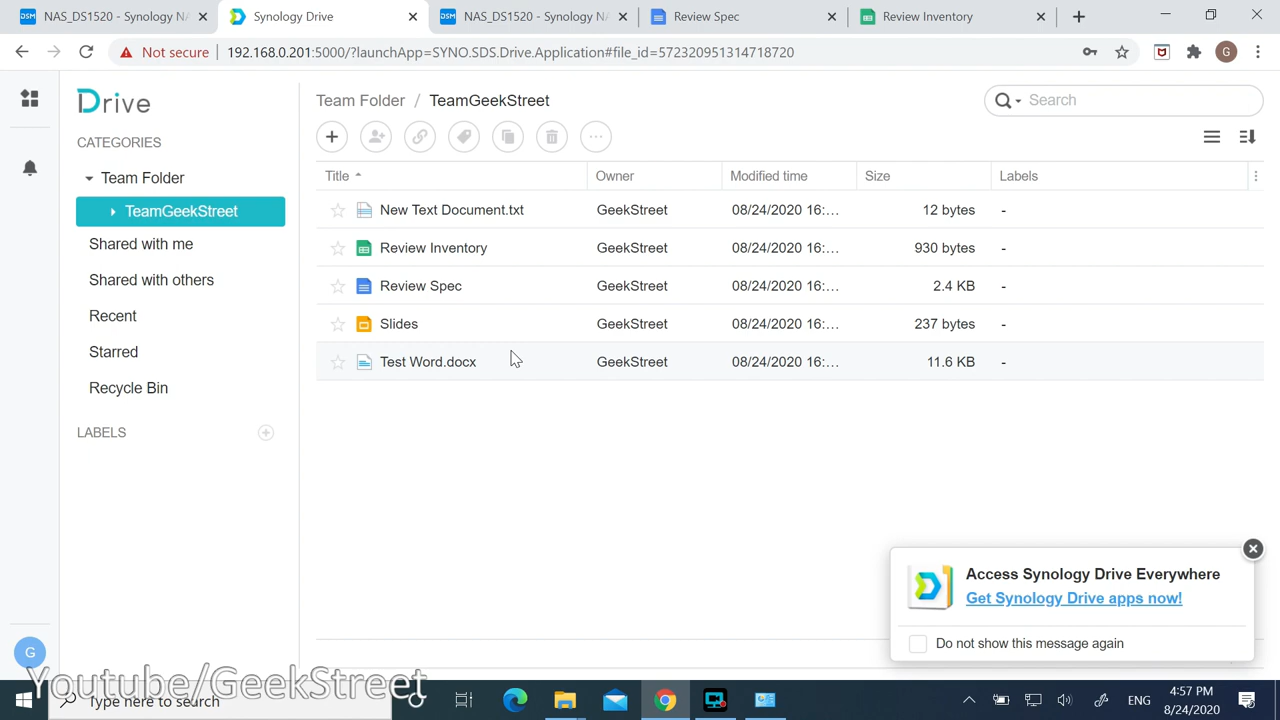 NAS_DS1520 - Synology NA
Synology Drive
NAS_DS1520 - Synology NA
Review Spec
Review Inventory
Not secure
192.168.0.201:5000/?launchApp=SYNO.SDS.Drive.Application#file_id=572320951314718720
G
Drive
Team Folder / TeamGeekStreet
Search
CATEGORIES
Team Folder
TeamGeekStreet
Shared with me
Shared with others
Recent
Starred
Recycle Bin
LABELS
Title Owner Modified time Size Labels
New Text Document.txt GeekStreet 08/24/2020 16:... 12 bytes -
Review Inventory GeekStreet 08/24/2020 16:... 930 bytes -
Review Spec GeekStreet 08/24/2020 16:... 2.4 KB -
Slides GeekStreet 08/24/2020 16:... 237 bytes -
Test Word.docx GeekStreet 08/24/2020 16:... 11.6 KB -
Access Synology Drive Everywhere
Get Synology Drive apps now!
Do not show this message again
G
Youtube/GeekStreet
Type here to search
ENG
4:57 PM
8/24/2020